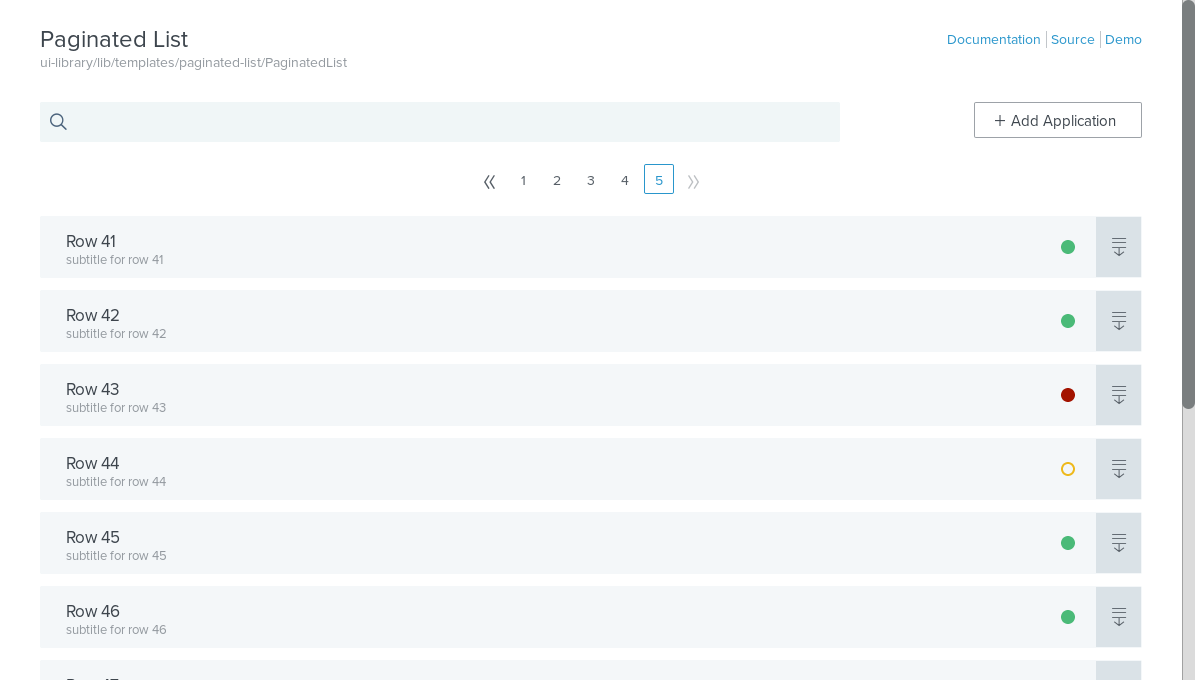 Paginated List
Documentation Source Demo
ui-library/lib/templates/paginated-list/PaginatedList
+ Add Application
« 1 2 3 4 5 »
Row 41
subtitle for row 41
Row 42
subtitle for row 42
Row 43
subtitle for row 43
Row 44
subtitle for row 44
Row 45
subtitle for row 45
Row 46
subtitle for row 46